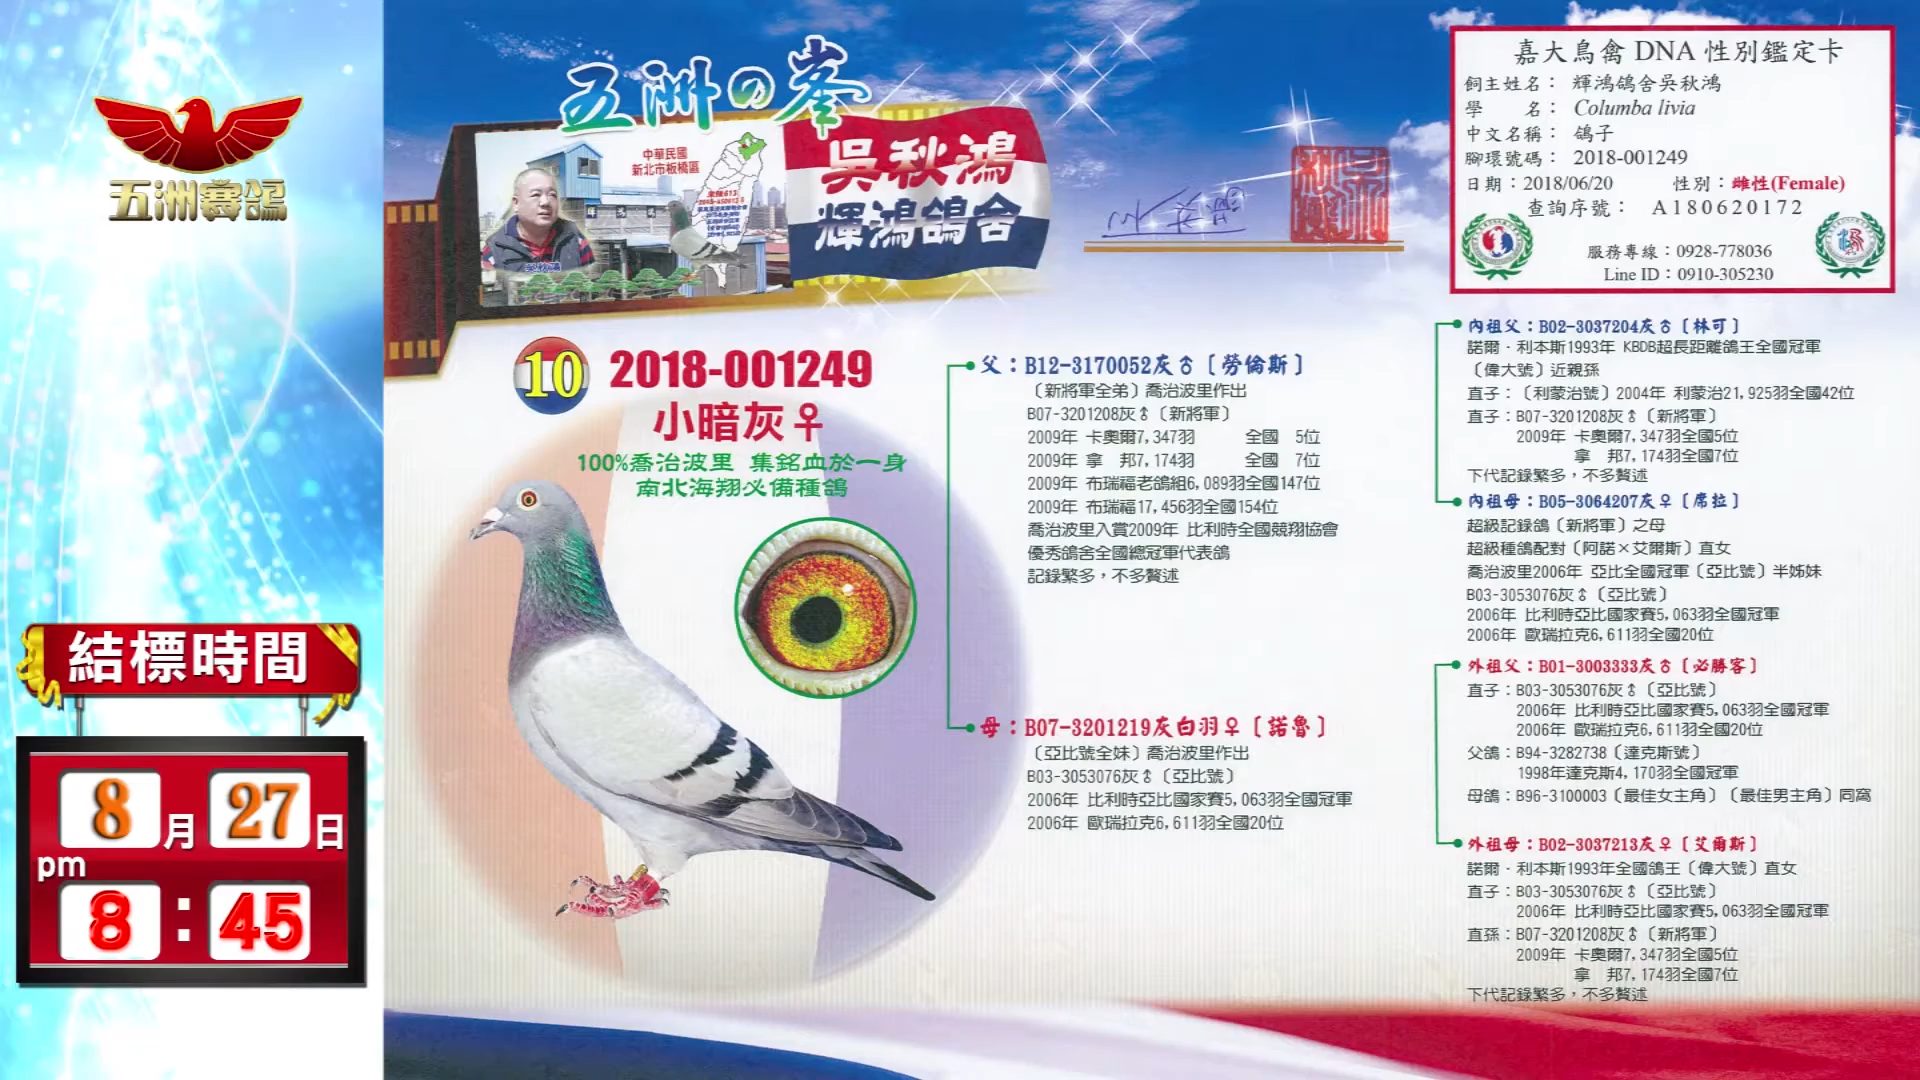 五洲賽鴿
結標時間
8月27日
pm
8:45
五洲の峯
中華民國
新北市板橋區
吳秋鴻
輝鴻鴿舍
吳秋鴻
嘉大鳥禽 DNA 性別鑑定卡
飼主姓名： 輝鴻鴿舍吳秋鴻
學 名： Columba livia
中文名稱： 鴿子
腳環號碼： 2018-001249
日期：2018/06/20 性別：雌性(Female)
查詢序號： A180620172
服務專線：0928-778036
Line ID：0910-305230
10 2018-001249
小暗灰♀
100%喬治波里 集銘血於一身
南北海翔必備種鴿
父：B12-3170052灰♂〔勞倫斯〕
〔新將軍全弟〕喬治波里作出
B07-3201208灰♂〔新將軍〕
2009年 卡奧爾7,347羽 全國 5位
2009年 拿 邦7,174羽 全國 7位
2009年 布瑞福老鴿組6,089羽全國147位
2009年 布瑞福17,456羽全國154位
喬治波里入賞2009年 比利時全國競翔協會
優秀鴿舍全國總冠軍代表鴿
記錄繁多，不多贅述
母：B07-3201219灰白羽♀〔諾魯〕
〔亞比號全妹〕喬治波里作出
B03-3053076灰♂〔亞比號〕
2006年 比利時亞比國家賽5,063羽全國冠軍
2006年 歐瑞拉克6,611羽全國20位
內祖父：B02-3037204灰♂〔林可〕
諾爾．利本斯1993年 KBDB超長距離鴿王全國冠軍
〔偉大號〕近親孫
直子：〔利蒙治號〕2004年 利蒙治21,925羽全國42位
直子：B07-3201208灰♂〔新將軍〕
2009年 卡奧爾7,347羽全國5位
拿 邦7,174羽全國7位
下代記錄繁多，不多贅述
內祖母：B05-3064207灰♀〔席拉〕
超級記錄鴿〔新將軍〕之母
超級種鴿配對〔阿諾×艾爾斯〕直女
喬治波里2006年 亞比全國冠軍〔亞比號〕半姊妹
B03-3053076灰♂〔亞比號〕
2006年 比利時亞比國家賽5,063羽全國冠軍
2006年 歐瑞拉克6,611羽全國20位
外祖父：B01-3003333灰♂〔必勝客〕
直子：B03-3053076灰♂〔亞比號〕
2006年 比利時亞比國家賽5,063羽全國冠軍
2006年 歐瑞拉克6,611羽全國20位
父鴿：B94-3282738〔達克斯號〕
1998年達克斯4,170羽全國冠軍
母鴿：B96-3100003〔最佳女主角〕〔最佳男主角〕同窩
外祖母：B02-3037213灰♀〔艾爾斯〕
諾爾．利本斯1993年全國鴿王〔偉大號〕直女
直子：B03-3053076灰♂〔亞比號〕
2006年 比利時亞比國家賽5,063羽全國冠軍
直孫：B07-3201208灰♂〔新將軍〕
2009年 卡奧爾7,347羽全國5位
拿 邦7,174羽全國7位
下代記錄繁多，不多贅述